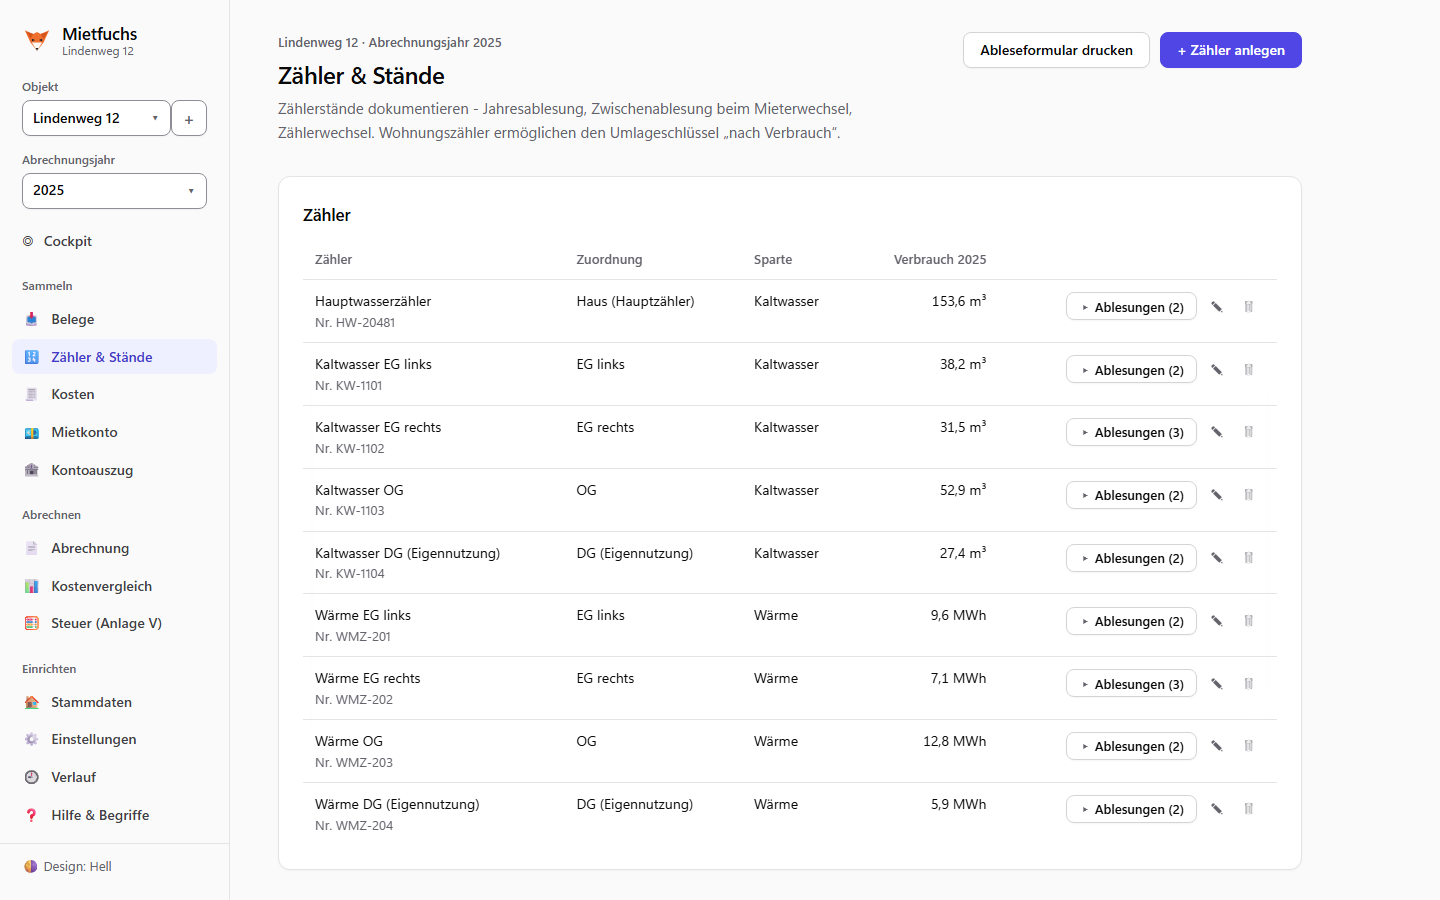 Mietfuchs
Lindenweg 12
Objekt
Lindenweg 12
+
Abrechnungsjahr
2025
Cockpit
Sammeln
Belege
Zähler & Stände
Kosten
Mietkonto
Kontoauszug
Abrechnen
Abrechnung
Kostenvergleich
Steuer (Anlage V)
Einrichten
Stammdaten
Einstellungen
Verlauf
Hilfe & Begriffe
Design: Hell
Lindenweg 12 · Abrechnungsjahr 2025
Zähler & Stände
Zählerstände dokumentieren - Jahresablesung, Zwischenablesung beim Mieterwechsel,
Zählerwechsel. Wohnungszähler ermöglichen den Umlageschlüssel „nach Verbrauch“.
Ableseformular drucken
+ Zähler anlegen
Zähler
Zähler Zuordnung Sparte Verbrauch 2025
Hauptwasserzähler Haus (Hauptzähler) Kaltwasser 153,6 m³ Ablesungen (2)
Nr. HW-20481
Kaltwasser EG links EG links Kaltwasser 38,2 m³ Ablesungen (2)
Nr. KW-1101
Kaltwasser EG rechts EG rechts Kaltwasser 31,5 m³ Ablesungen (3)
Nr. KW-1102
Kaltwasser OG OG Kaltwasser 52,9 m³ Ablesungen (2)
Nr. KW-1103
Kaltwasser DG (Eigennutzung) DG (Eigennutzung) Kaltwasser 27,4 m³ Ablesungen (2)
Nr. KW-1104
Wärme EG links EG links Wärme 9,6 MWh Ablesungen (2)
Nr. WMZ-201
Wärme EG rechts EG rechts Wärme 7,1 MWh Ablesungen (3)
Nr. WMZ-202
Wärme OG OG Wärme 12,8 MWh Ablesungen (2)
Nr. WMZ-203
Wärme DG (Eigennutzung) DG (Eigennutzung) Wärme 5,9 MWh Ablesungen (2)
Nr. WMZ-204